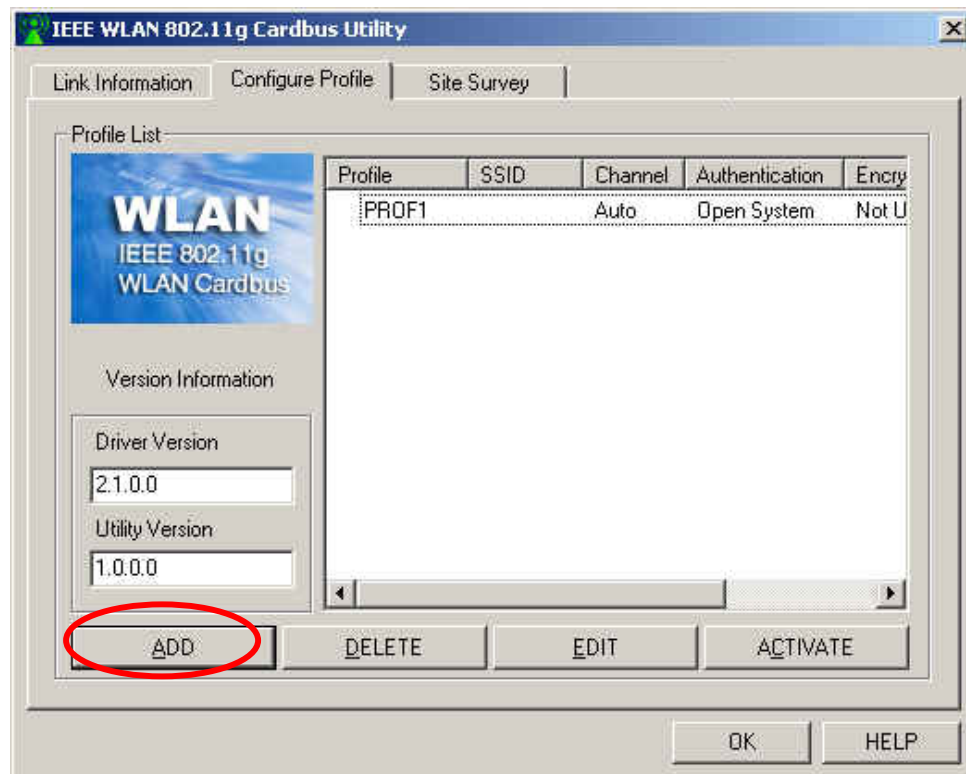 IEEE WLAN 802.11g Cardbus Utility
Link Information Configure Profile Site Survey
Profile List
WLAN
IEEE 802.11g
WLAN Cardbus
Profile SSID Channel Authentication Encry
PROF1 Auto Open System Not U
Version Information
Driver Version
2.1.0.0
Utility Version
1.0.0.0
ADD DELETE EDIT ACTIVATE
OK HELP